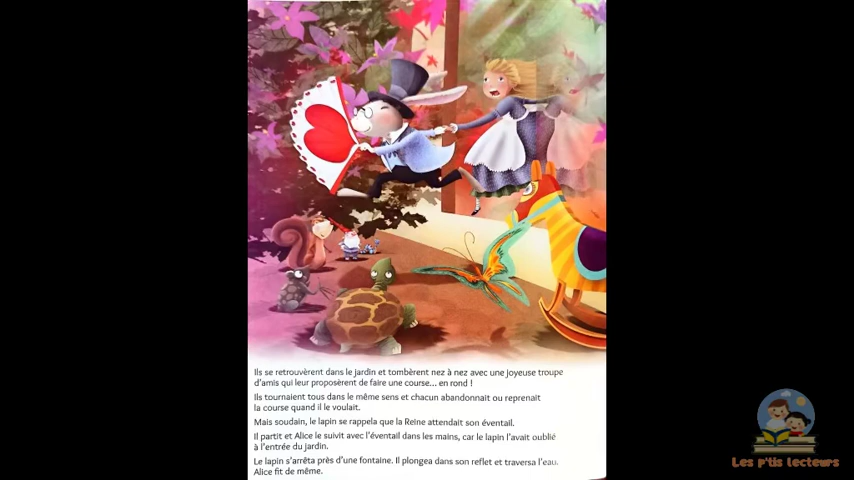 Ils se retrouvèrent dans le jardin et tombèrent nez à nez avec une joyeuse troupe
d'amis qui leur proposèrent de faire une course... en rond !
Ils tournaient tous dans le même sens et chacun abandonnait ou reprenait
la course quand il le voulait.
Mais soudain, le lapin se rappela que la Reine attendait son éventail.
Il partit et Alice le suivit avec l'éventail dans les mains, car le lapin l'avait oublié
à l'entrée du jardin.
Le lapin s'arrêta près d'une fontaine. Il plongea dans son reflet et traversa l'eau.
Alice fit de même.
Les p'tis lecteurs